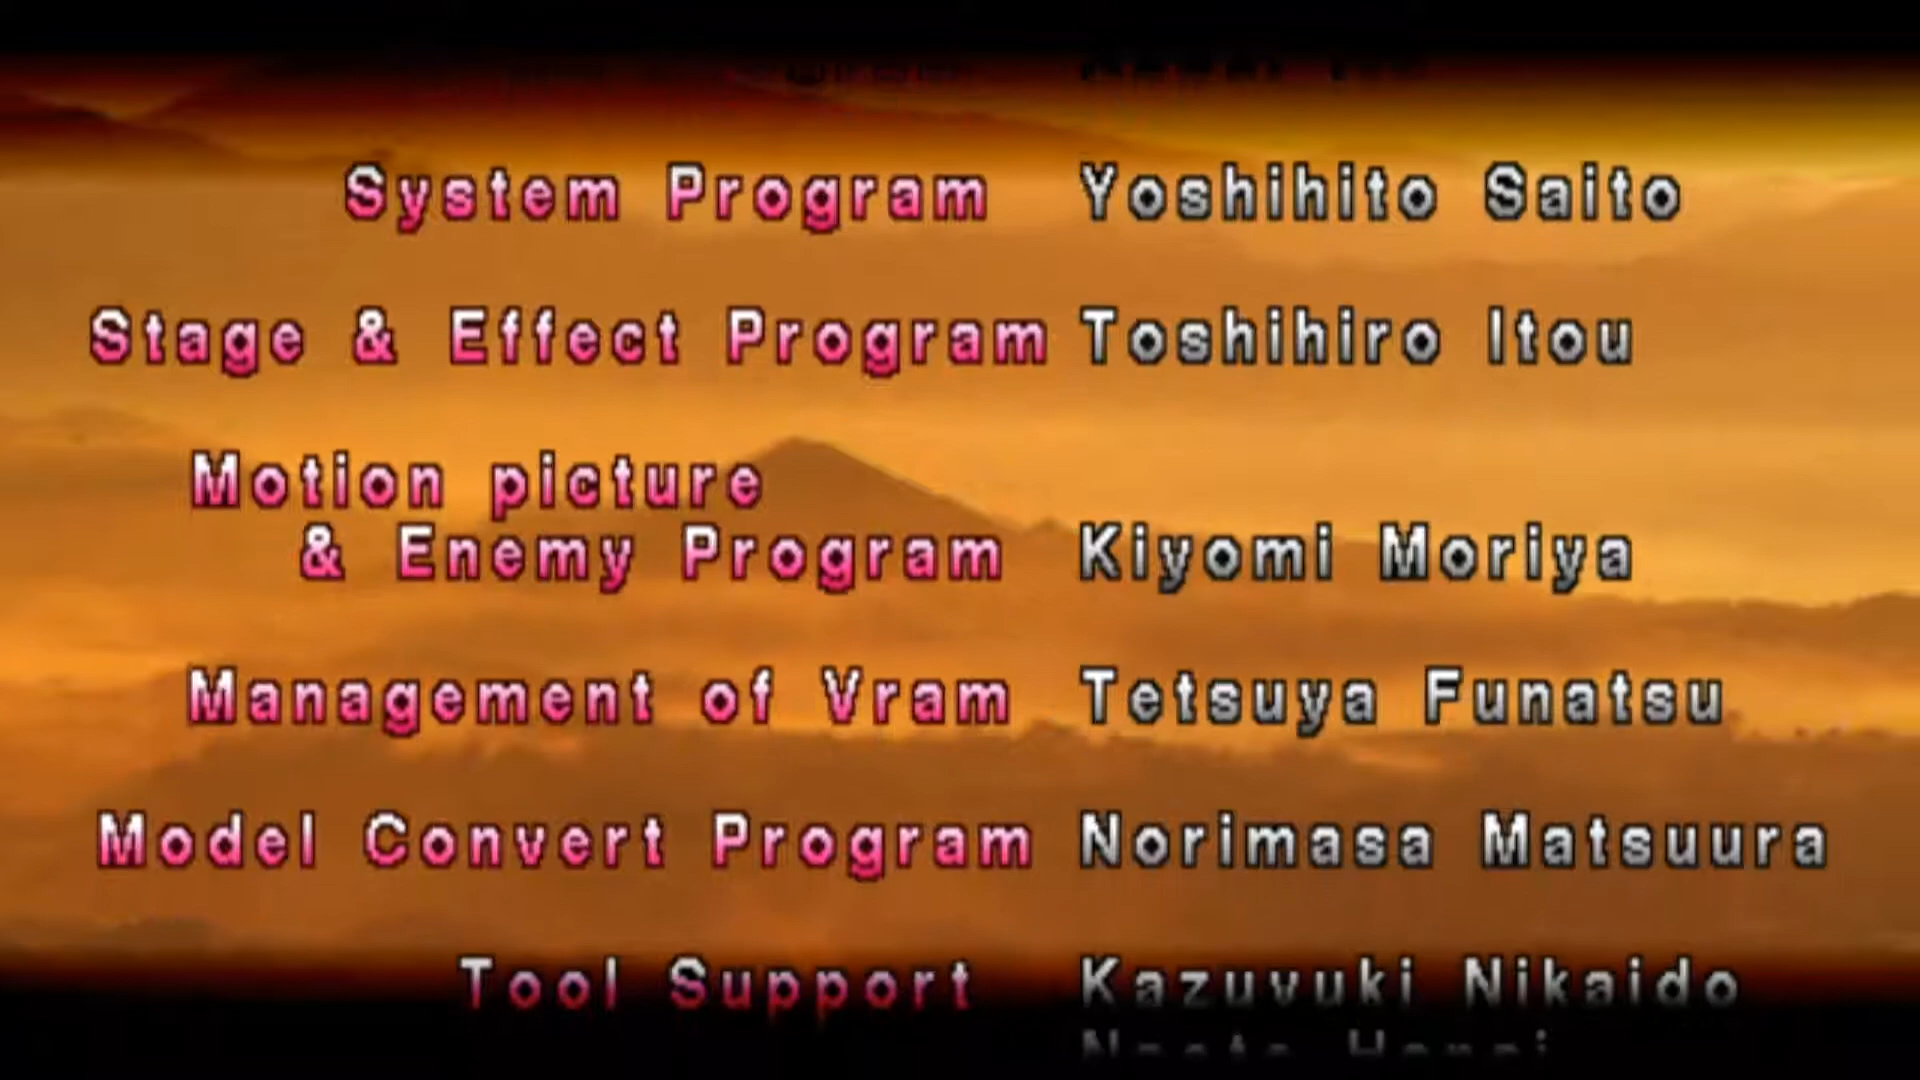 System Program Yoshihito Saito
Stage & Effect Program Toshihiro Itou
Motion picture
& Enemy Program Kiyomi Moriya
Management of Vram Tetsuya Funatsu
Model Convert Program Norimasa Matsuura
Tool Support Kazuyuki Nikaido